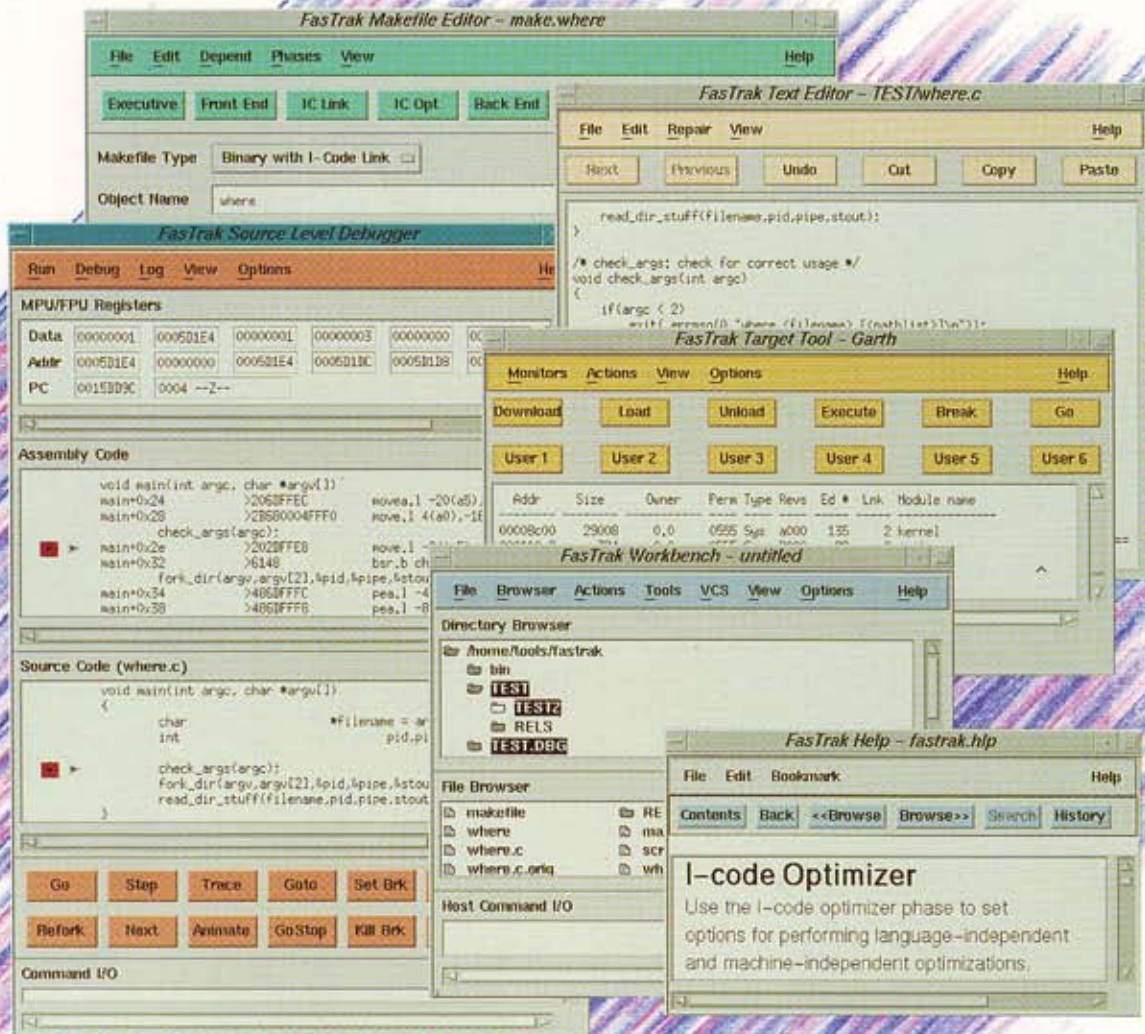 FasTrak Makefile Editor - make.where
File Edit Depend Phases View Help
Executive Front End IC Link IC Opt Back End
Makefile Type Binary with I-Code Link
Object Name where
FasTrak Text Editor - TEST/where.c
File Edit Repair View Help
Next Previous Undo Cut Copy Paste
read_dir_stuff(filename,pid,pipe,stout);
}
/* check_args: check for correct usage */
void check_args(int argc)
{
if(argc < 2)
FasTrak Source Level Debugger
Run Debug Log View Options
MPU/FPU Registers
Data 00000001 0005D1E4 00000001 00000003 00000000
Addr 0005D1E4 00000000 0005D1E4 0005D1DC 0005D1D8
PC 0015BD9C 0004 --Z--
Assembly Code
void main(int argc, char *argv[])
main+0x24 >206DFFEC movea.l -20(a5),
main+0x28 >2B680004FFF0 move.l 4(a0),-16
check_args(argc);
main+0x2e >202DFFE8 move.l
main+0x32 >6148 bsr.b ch
fork_dir(argv,argv[2],&pid,&pipe,&stou
main+0x34 >486DFFFC pea.l -4
main+0x38 >486DFFF8 pea.l -8
Source Code (where.c)
void main(int argc, char *argv[])
{
char *filename = ar
int pid,pi
check_args(argc);
fork_dir(argv,argv[2],&pid,&pipe,&stou
read_dir_stuff(filename,pid,pipe,stout
}
Go Step Trace Goto Set Brk
Refork Next Animate GoStop Kill Brk
Command I/O
FasTrak Target Tool - Garth
Monitors Actions View Options Help
Download Load Unload Execute Break Go
User 1 User 2 User 3 User 4 User 5 User 6
Addr Size Owner Perm Type Revs Ed # Lnk Module name
00008c00 29008 0.0 0555 Sys a000 135 2 kernel
FasTrak Workbench - untitled
File Browser Actions Tools VCS View Options Help
Directory Browser
/home/tools/fastrak
bin
TEST
TEST2
RELS
TEST.DBG
File Browser
makefile RE
where ma
where.c scr
where.c.orig wh
Host Command I/O
FasTrak Help - fastrak.hlp
File Edit Bookmark Help
Contents Back <<Browse Browse>> Search History
I-code Optimizer
Use the I-code optimizer phase to set
options for performing language-independent
and machine-independent optimizations.